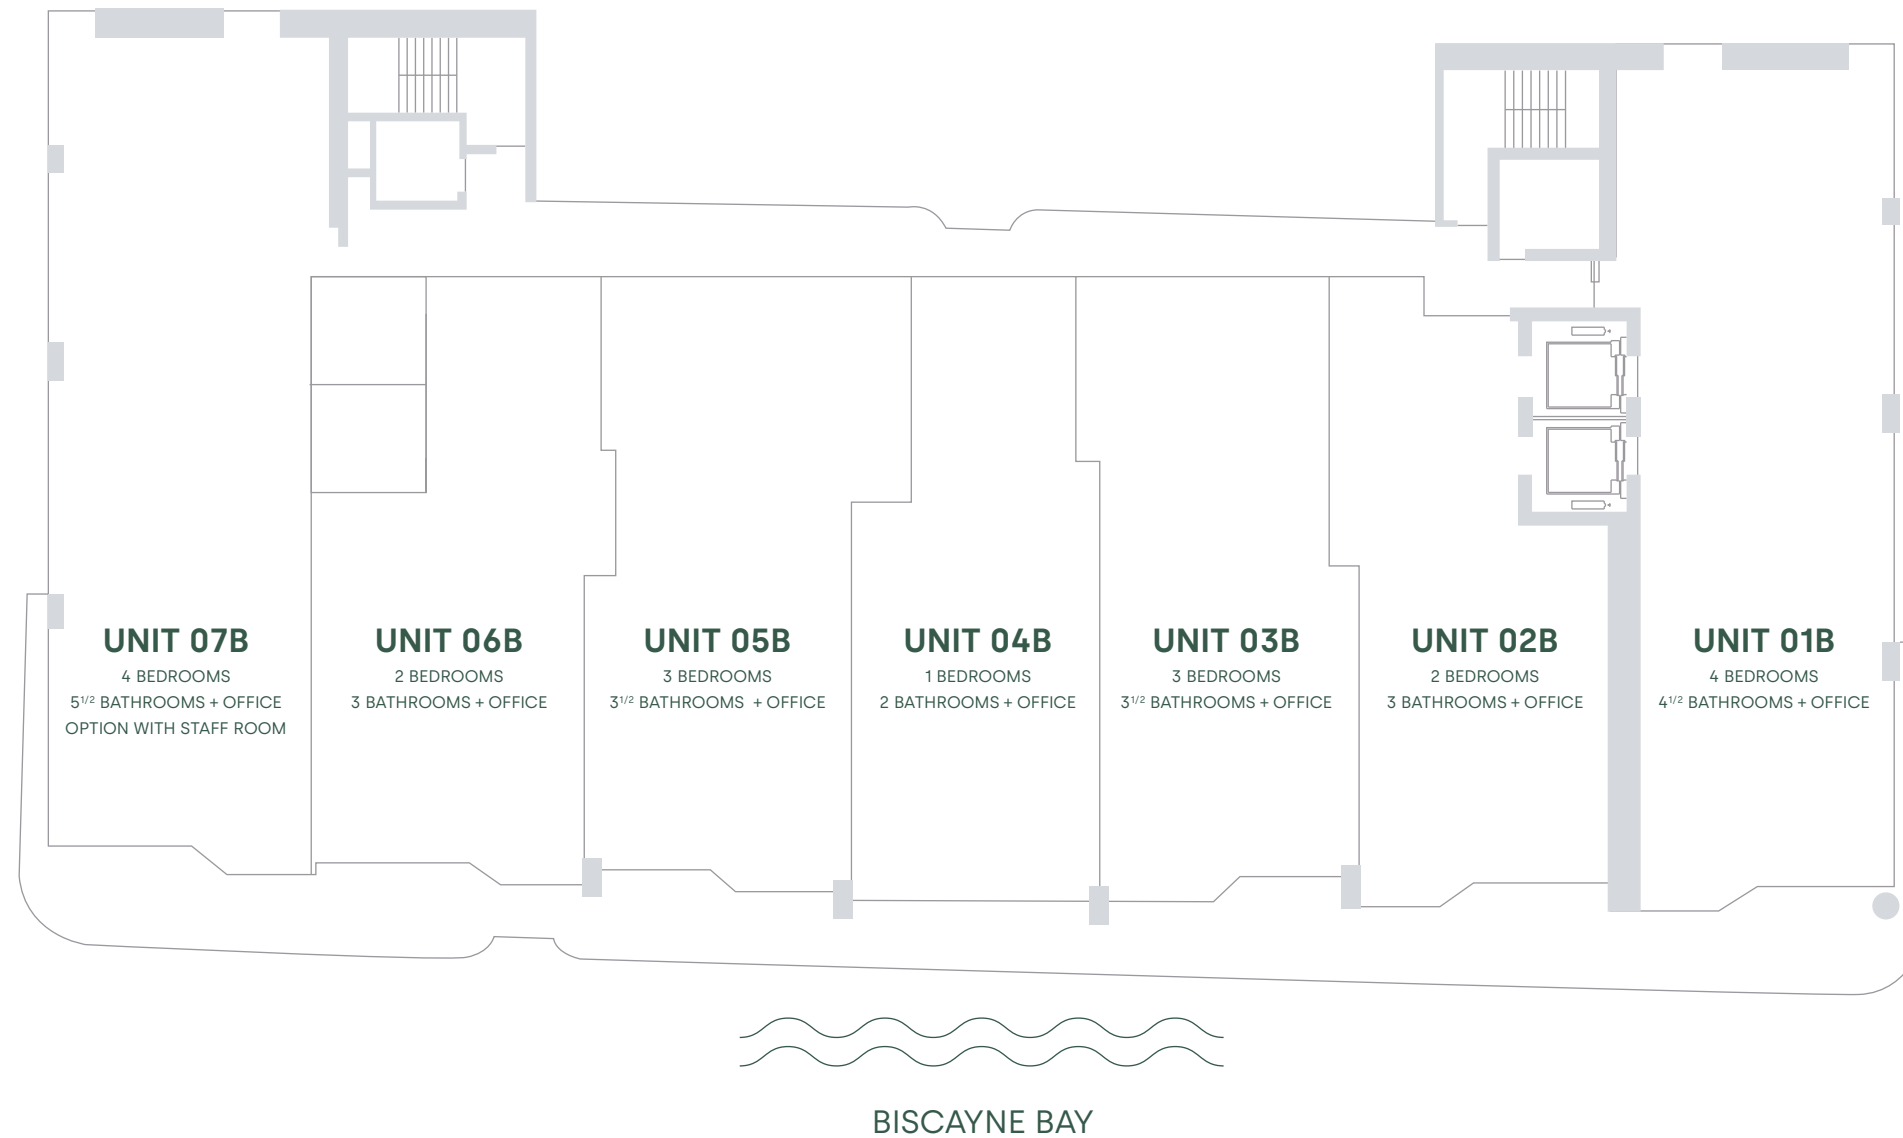 UNIT 07B
4 BEDROOMS
5 1/2 BATHROOMS + OFFICE
OPTION WITH STAFF ROOM
UNIT 06B
2 BEDROOMS
3 BATHROOMS + OFFICE
UNIT 05B
3 BEDROOMS
3 1/2 BATHROOMS + OFFICE
UNIT 04B
1 BEDROOMS
2 BATHROOMS + OFFICE
UNIT 03B
3 BEDROOMS
3 1/2 BATHROOMS + OFFICE
UNIT 02B
2 BEDROOMS
3 BATHROOMS + OFFICE
UNIT 01B
4 BEDROOMS
4 1/2 BATHROOMS + OFFICE
BISCAYNE BAY